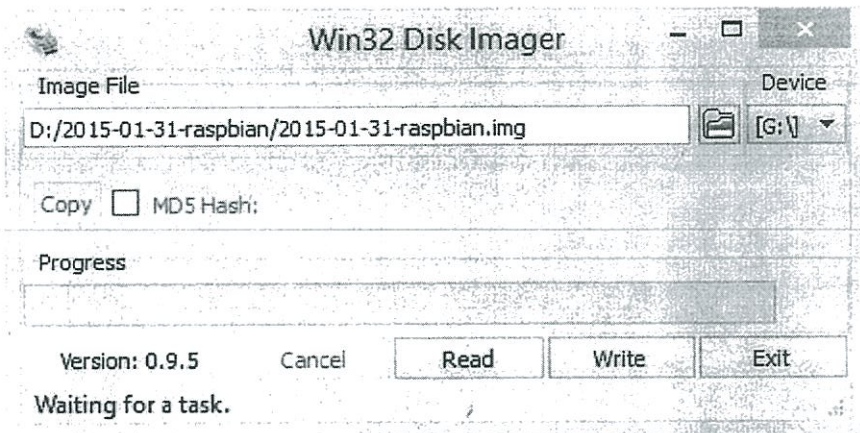 Win32 Disk Imager
Image File
Device
D:/2015-01-31-raspbian/2015-01-31-raspbian.img
[G:\]
Copy MD5 Hash:
Progress
Version: 0.9.5 Cancel Read Write Exit
Waiting for a task.